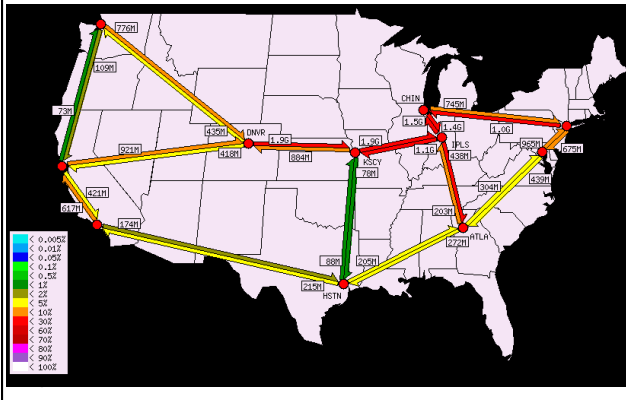 776M
109M
CHIN
745M
73M
1.5G
1.4G
1.0G
435M
DNVR
1.9G
1.9G
IPLS
965M
675M
921M
418M
884M
KSCY
1.1G
438M
78M
304M
439M
421M
617M
174M
203M
ATLA
272M
88M
205M
215M
HSTN
< 0.005%
< 0.01%
< 0.05%
< 0.1%
< 0.5%
< 1%
< 2%
< 5%
< 10%
< 30%
< 60%
< 70%
< 80%
< 90%
< 100%